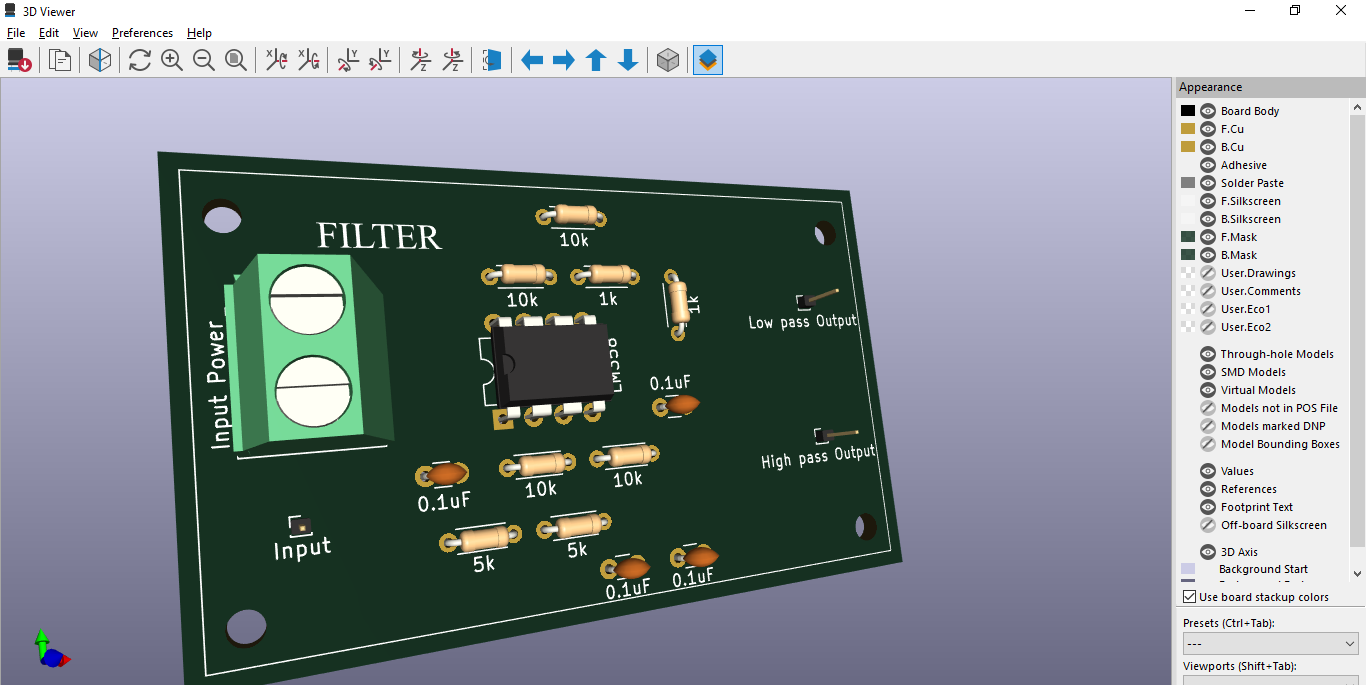 3D Viewer
File Edit View Preferences Help
Appearance
Board Body
F.Cu
B.Cu
Adhesive
Solder Paste
F.Silkscreen
B.Silkscreen
F.Mask
B.Mask
User.Drawings
User.Comments
User.Eco1
User.Eco2
Through-hole Models
SMD Models
Virtual Models
Models not in POS File
Models marked DNP
Model Bounding Boxes
Values
References
Footprint Text
Off-board Silkscreen
3D Axis
Background Start
Use board stackup colors
Presets (Ctrl+Tab):
---
Viewports (Shift+Tab):
FILTER
10k
10k
1k
1k
Input Power
Low pass Output
0.1uF
High pass Output
10k
10k
0.1uF
Input
5k
5k
0.1uF
0.1uF
X
X
Y
Y
Z
Z